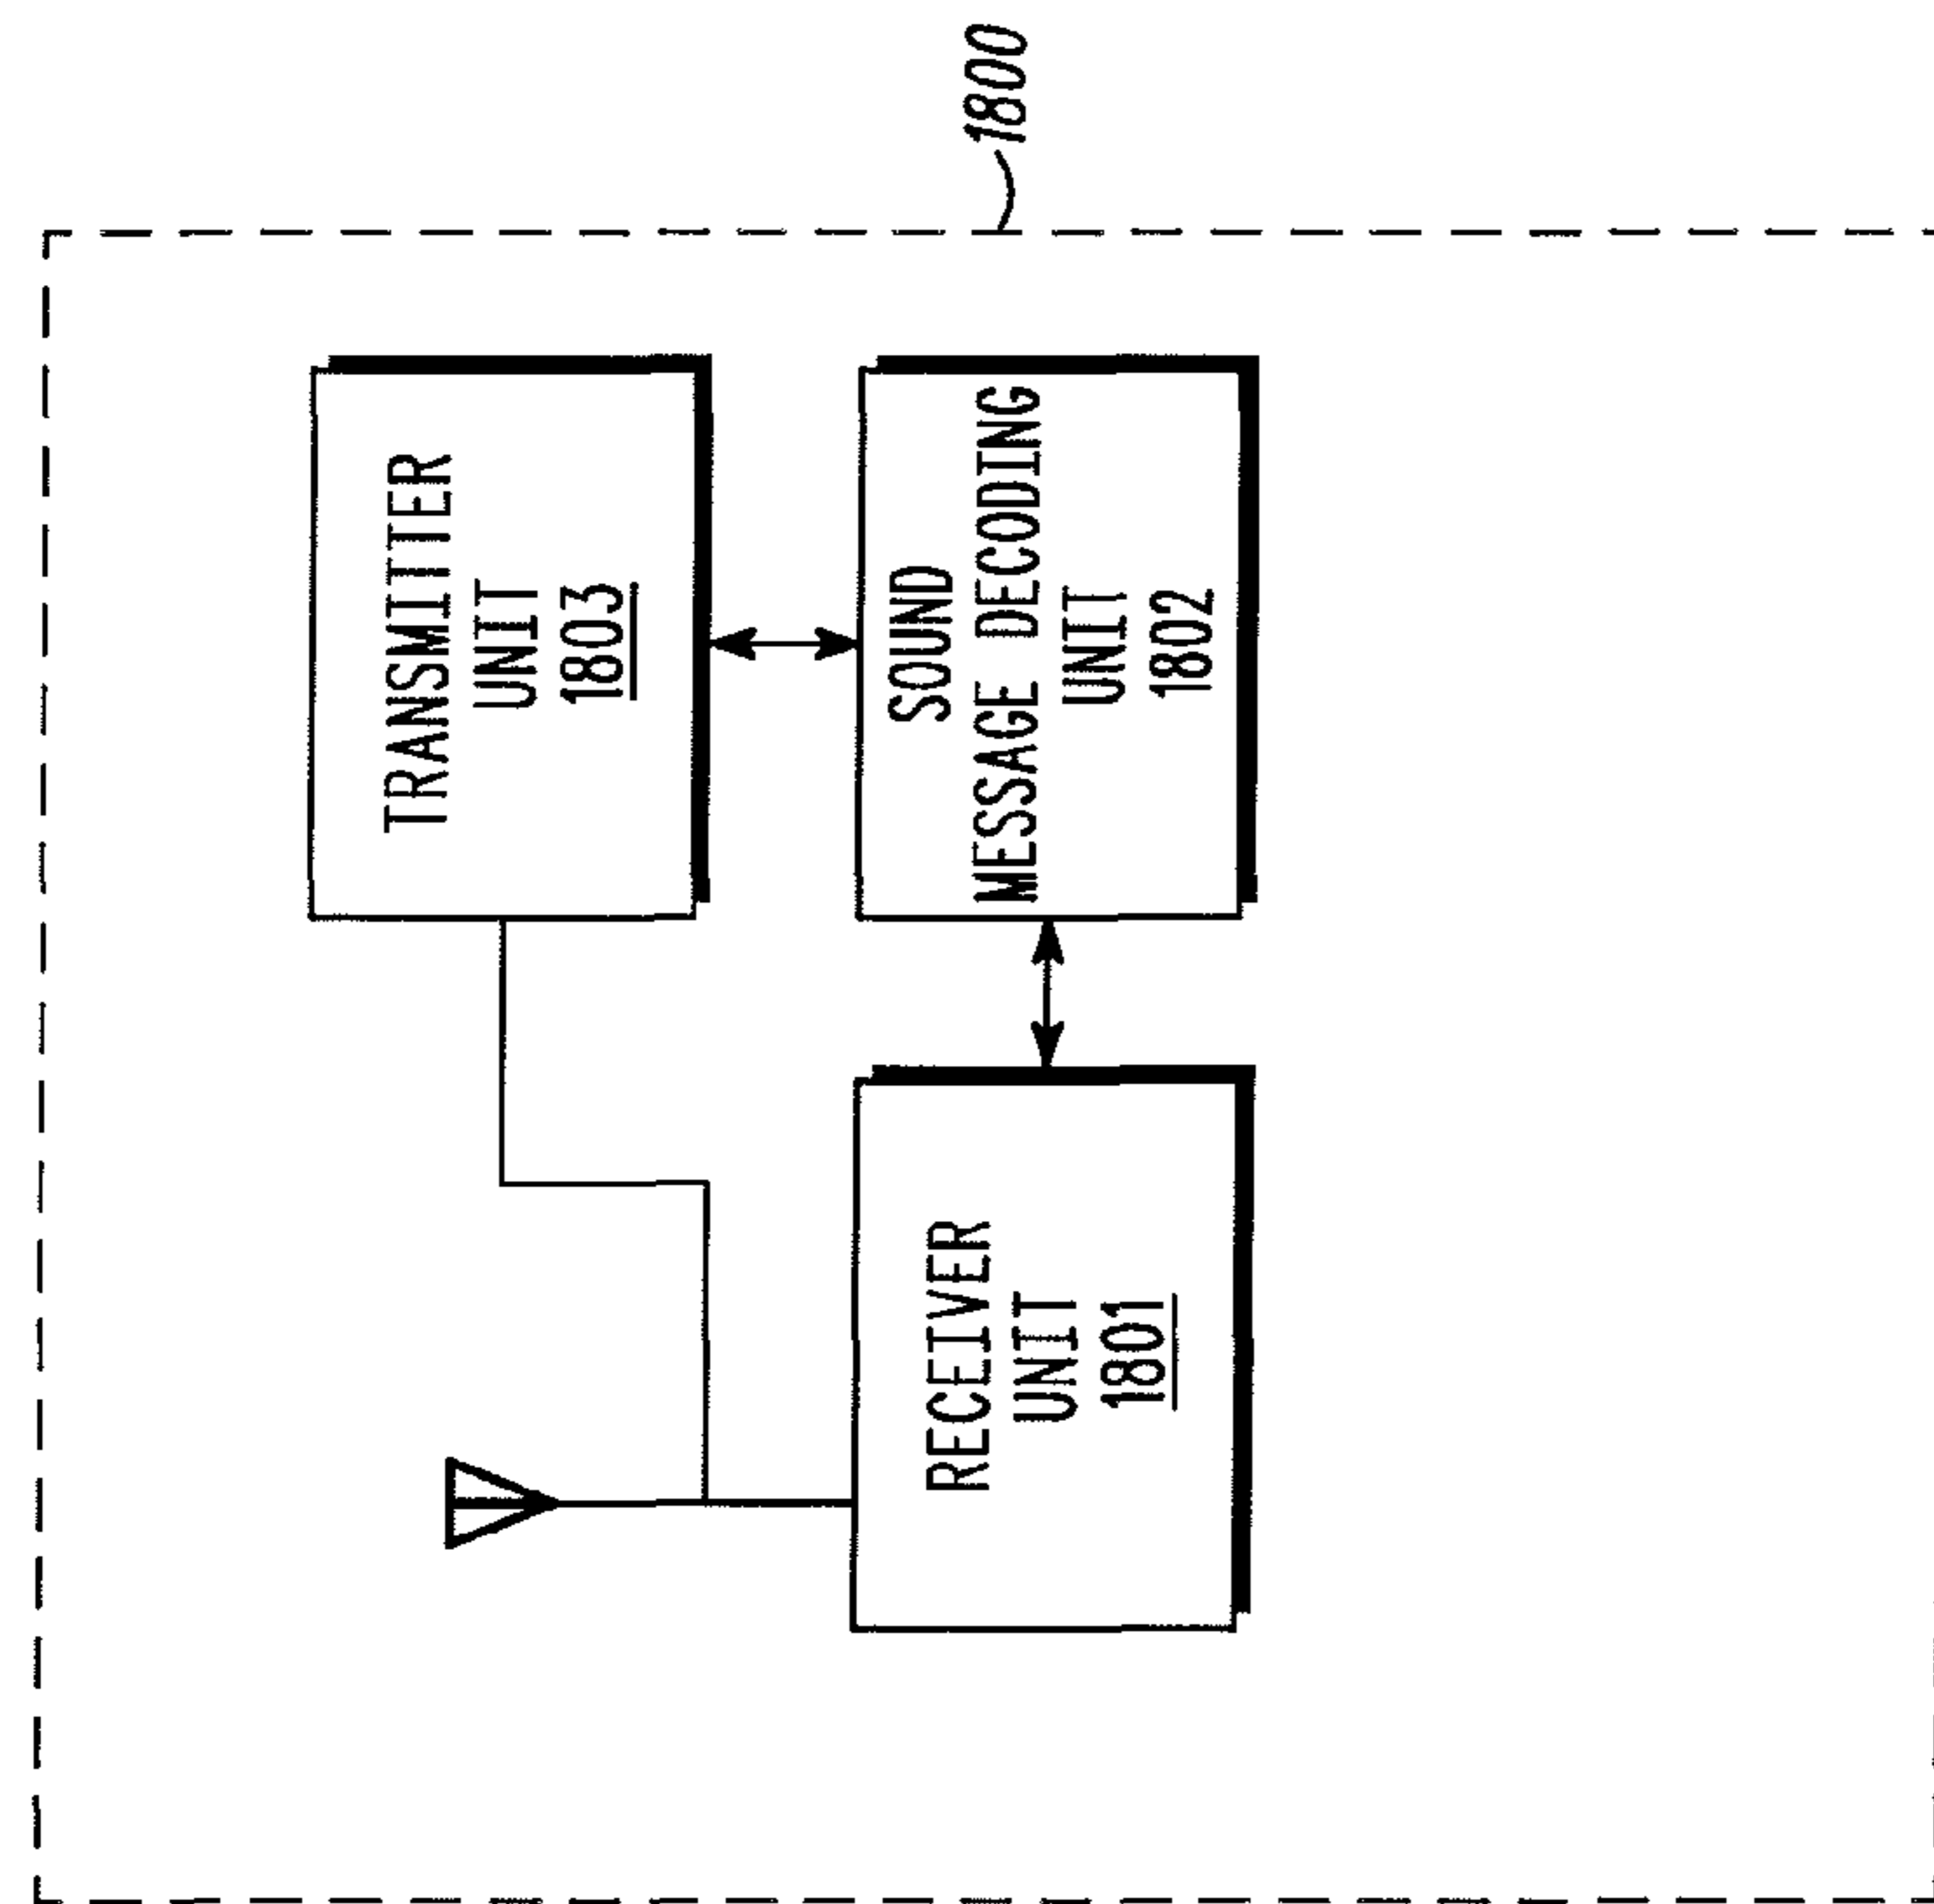 1800
TRANSMITTER
UNIT
1803
SOUND
MESSAGE DECODING
UNIT
1802
RECEIVER
UNIT
1801